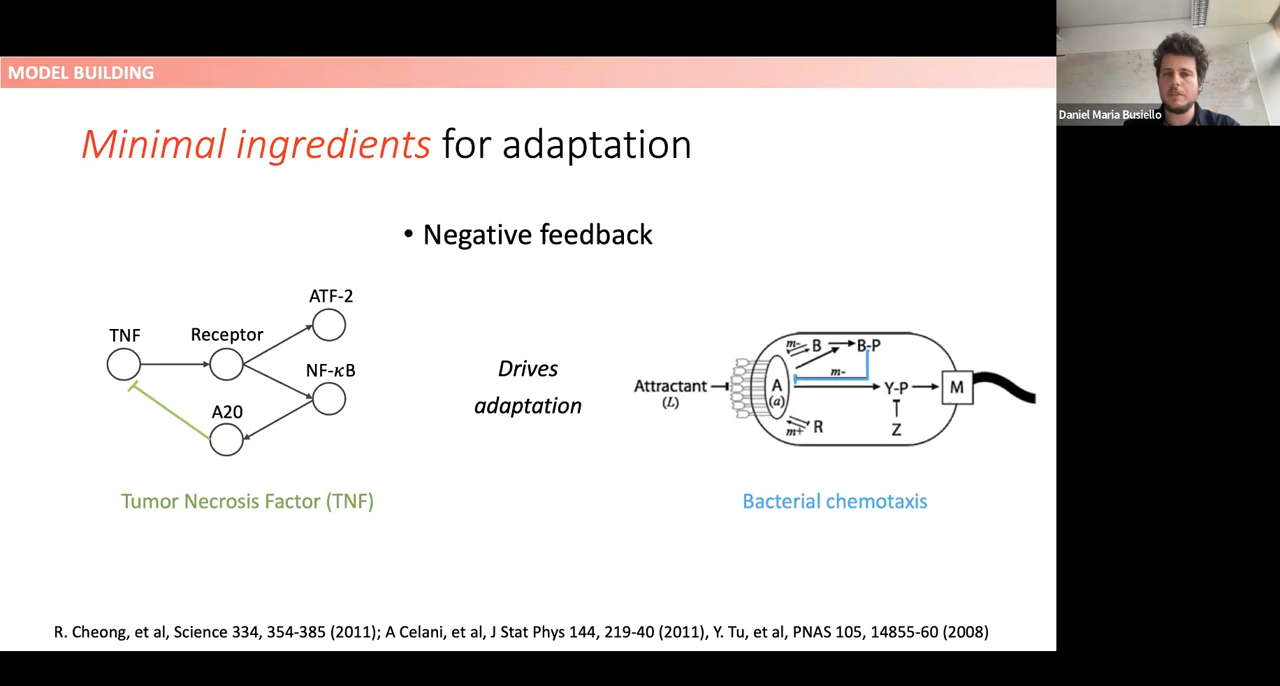 MODEL BUILDING
Minimal ingredients for adaptation
• Negative feedback
ATF-2
TNF
Receptor
NF-κB
A20
Tumor Necrosis Factor (TNF)
Drives
adaptation
Attractant
(L)
A
(a)
m-
B
B-P
m-
Y-P
M
Z
m+
R
Bacterial chemotaxis
R. Cheong, et al, Science 334, 354-385 (2011); A Celani, et al, J Stat Phys 144, 219-40 (2011), Y. Tu, et al, PNAS 105, 14855-60 (2008)
Daniel Maria Busiello